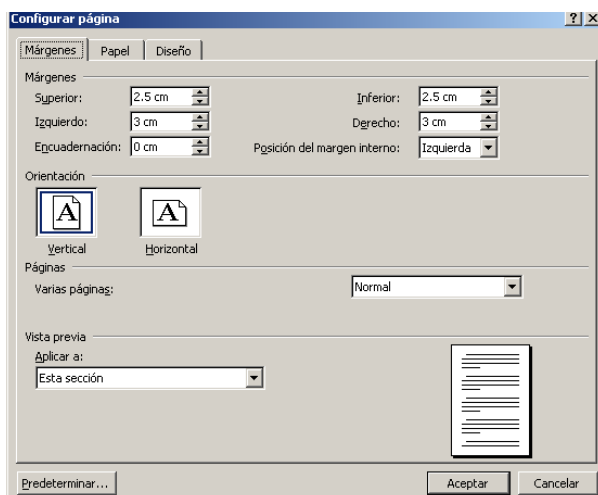 Configurar página
Márgenes Papel Diseño
Márgenes
Superior: 2.5 cm Inferior: 2.5 cm
Izquierdo: 3 cm Derecho: 3 cm
Encuadernación: 0 cm Posición del margen interno: Izquierda
Orientación
A A
Vertical Horizontal
Páginas
Varias páginas: Normal
Vista previa
Aplicar a:
Esta sección
Predeterminar... Aceptar Cancelar